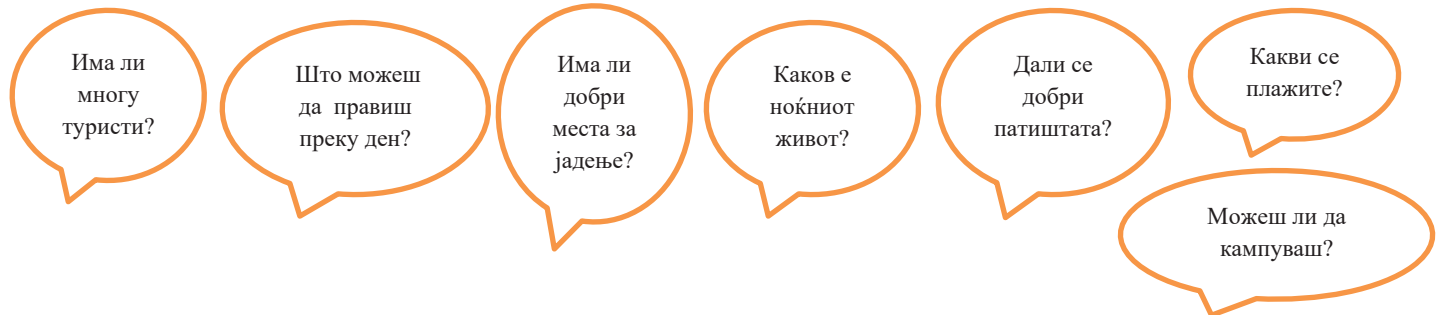 Има ли
многу
туристи?
Што можеш
да правиш
преку ден?
Има ли
добри
места за
јадење?
Каков е
ноќниот
живот?
Дали се
добри
патиштата?
Какви се
плажите?
Можеш ли да
кампуваш?